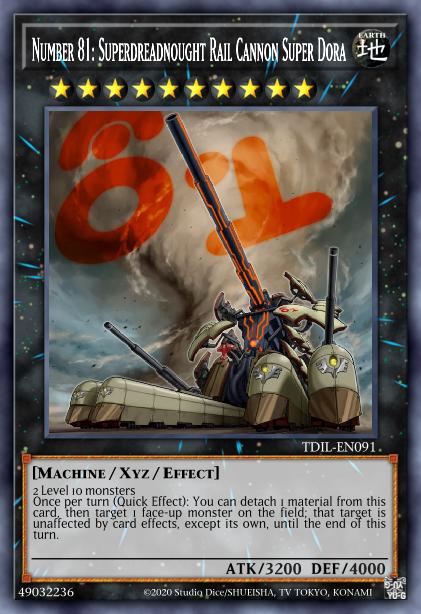 Number 81: Superdreadnought Rail Cannon Super Dora
EARTH
地
81
TDIL-EN091
[Machine / Xyz / Effect]
2 Level 10 monsters
Once per turn (Quick Effect): You can detach 1 material from this
card, then target 1 face-up monster on the field; that target is
unaffected by card effects, except its own, until the end of this
turn.
ATK/3200 DEF/4000
49032236
©2020 Studio Dice/SHUEISHA, TV TOKYO, KONAMI